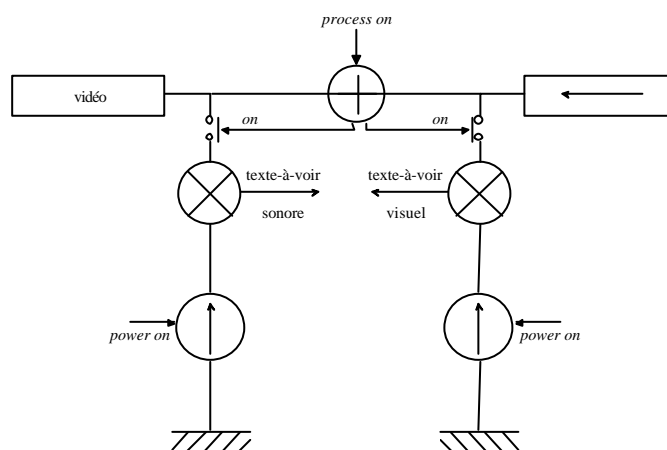 process on
vidéo
on
on
texte-à-voir
sonore
texte-à-voir
visuel
power on
power on